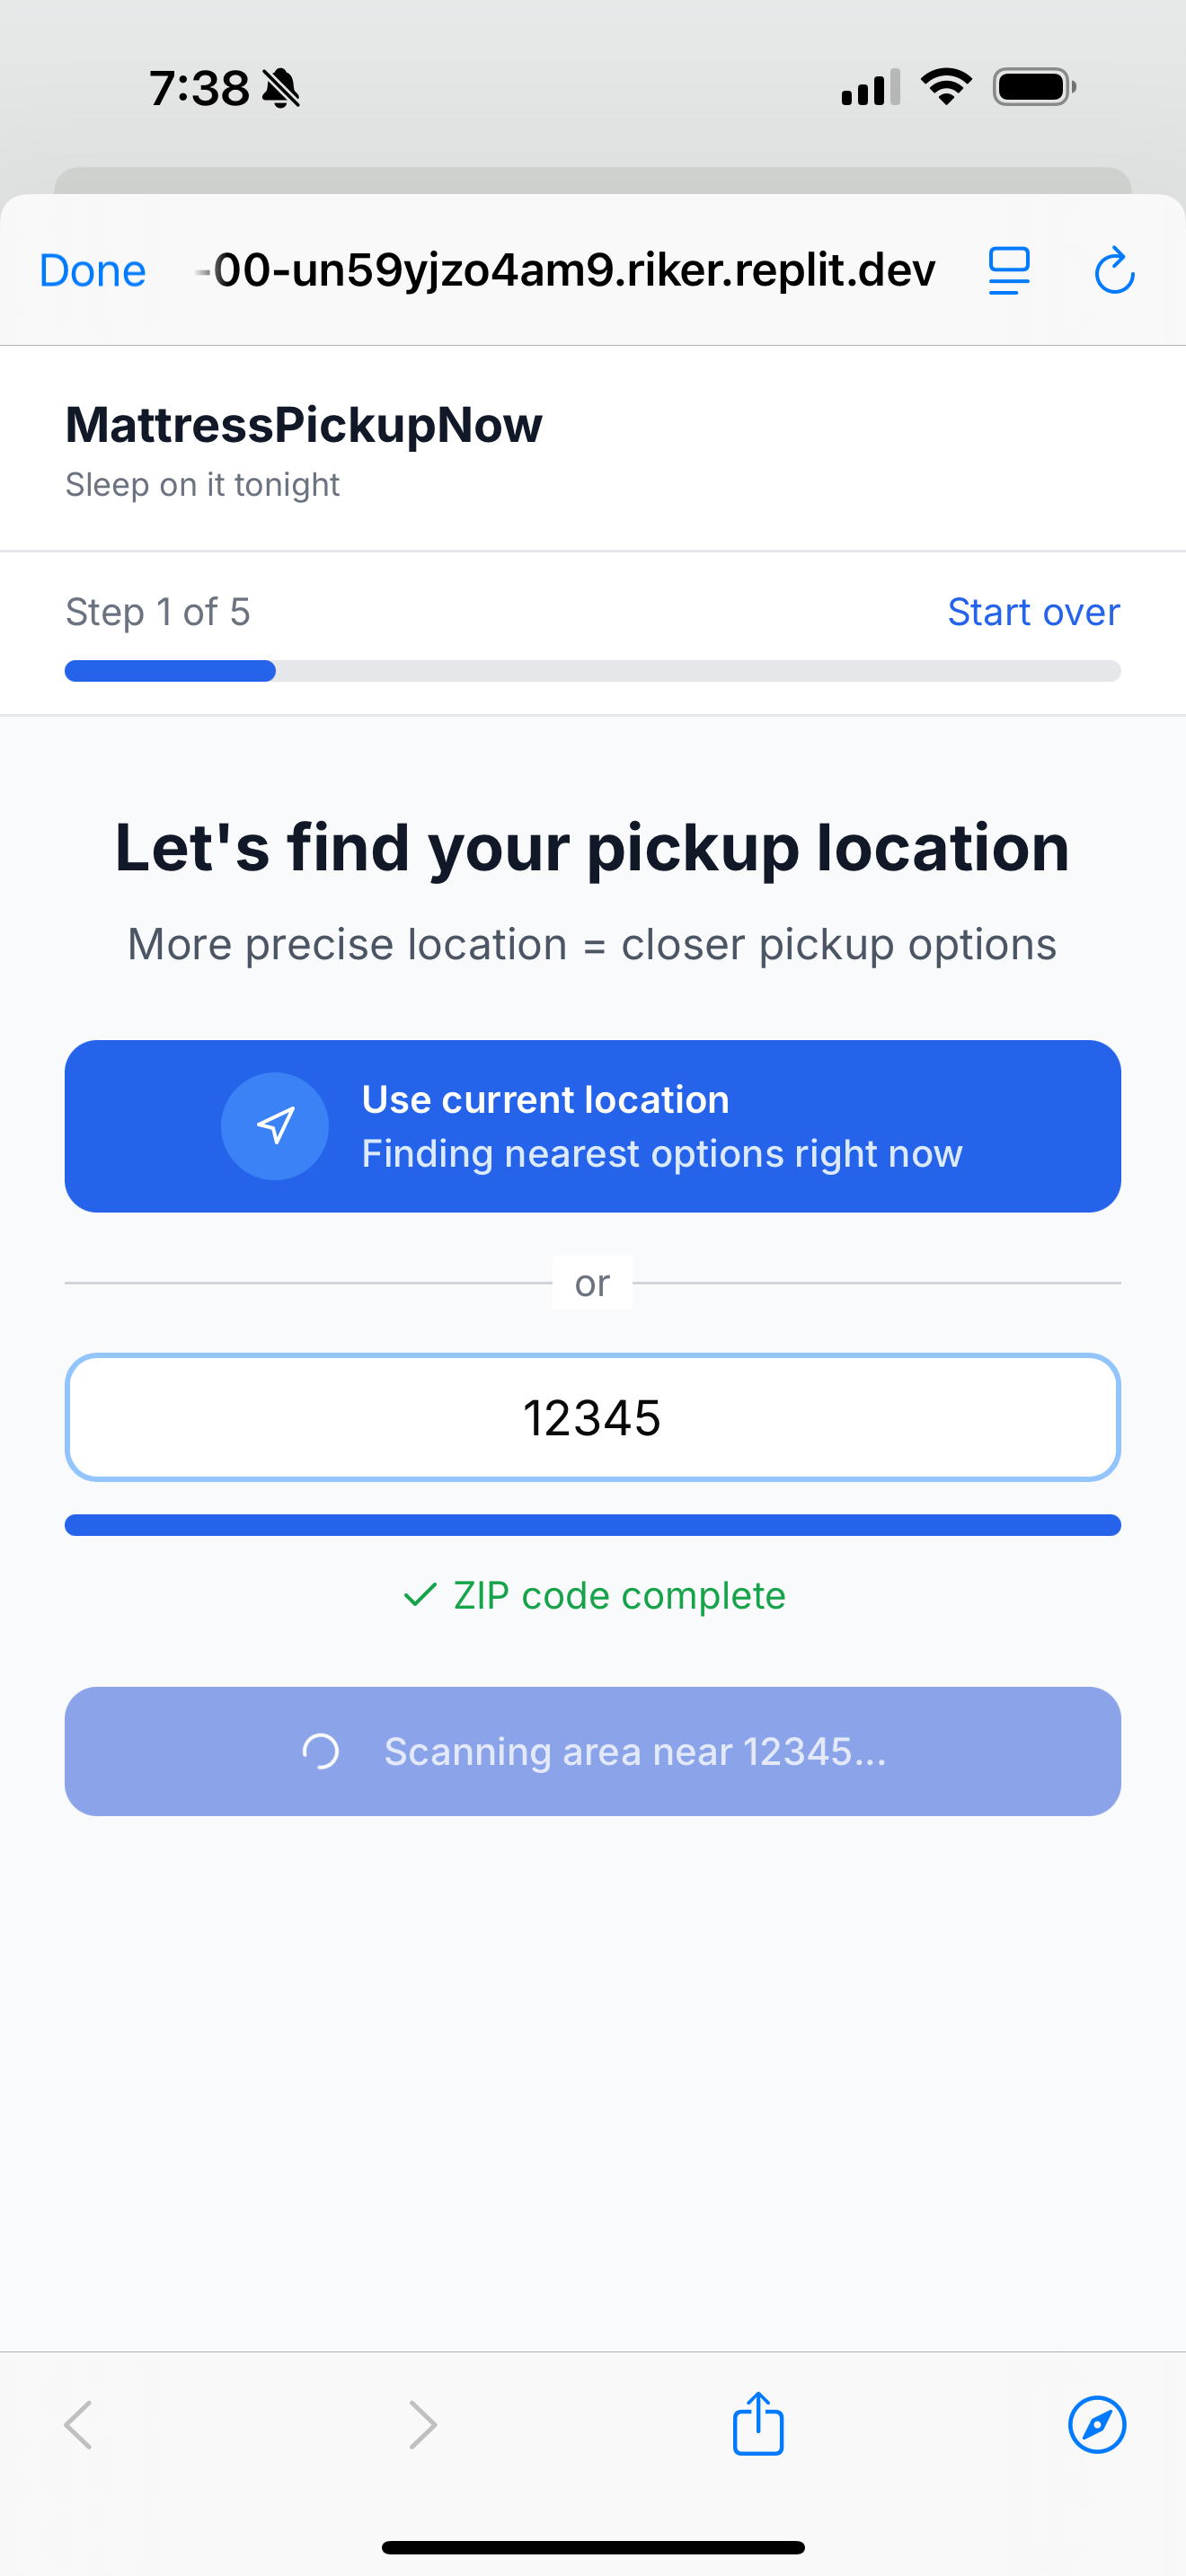 7:38
Done
-00-un59yjzo4am9.riker.replit.dev
MattressPickupNow
Sleep on it tonight
Step 1 of 5
Start over
Let's find your pickup location
More precise location = closer pickup options
Use current location
Finding nearest options right now
or
12345
ZIP code complete
Scanning area near 12345...